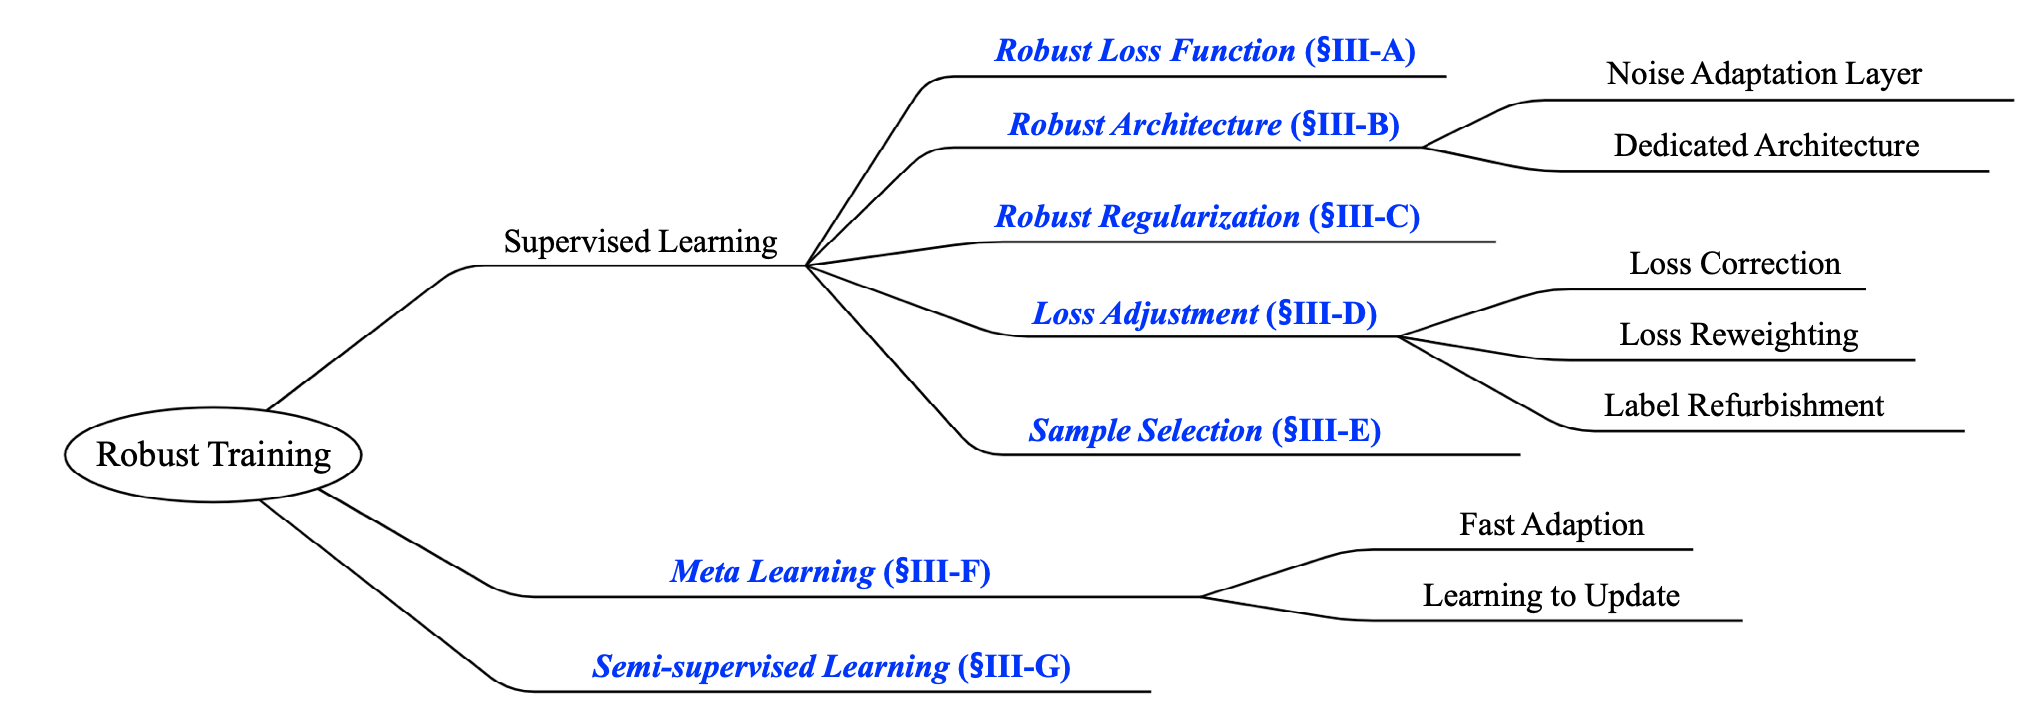 Robust Loss Function (§III-A)
Noise Adaptation Layer
Robust Architecture (§III-B)
Dedicated Architecture
Robust Regularization (§III-C)
Supervised Learning
Loss Correction
Loss Adjustment (§III-D)
Loss Reweighting
Label Refurbishment
Sample Selection (§III-E)
Robust Training
Fast Adaption
Meta Learning (§III-F)
Learning to Update
Semi-supervised Learning (§III-G)